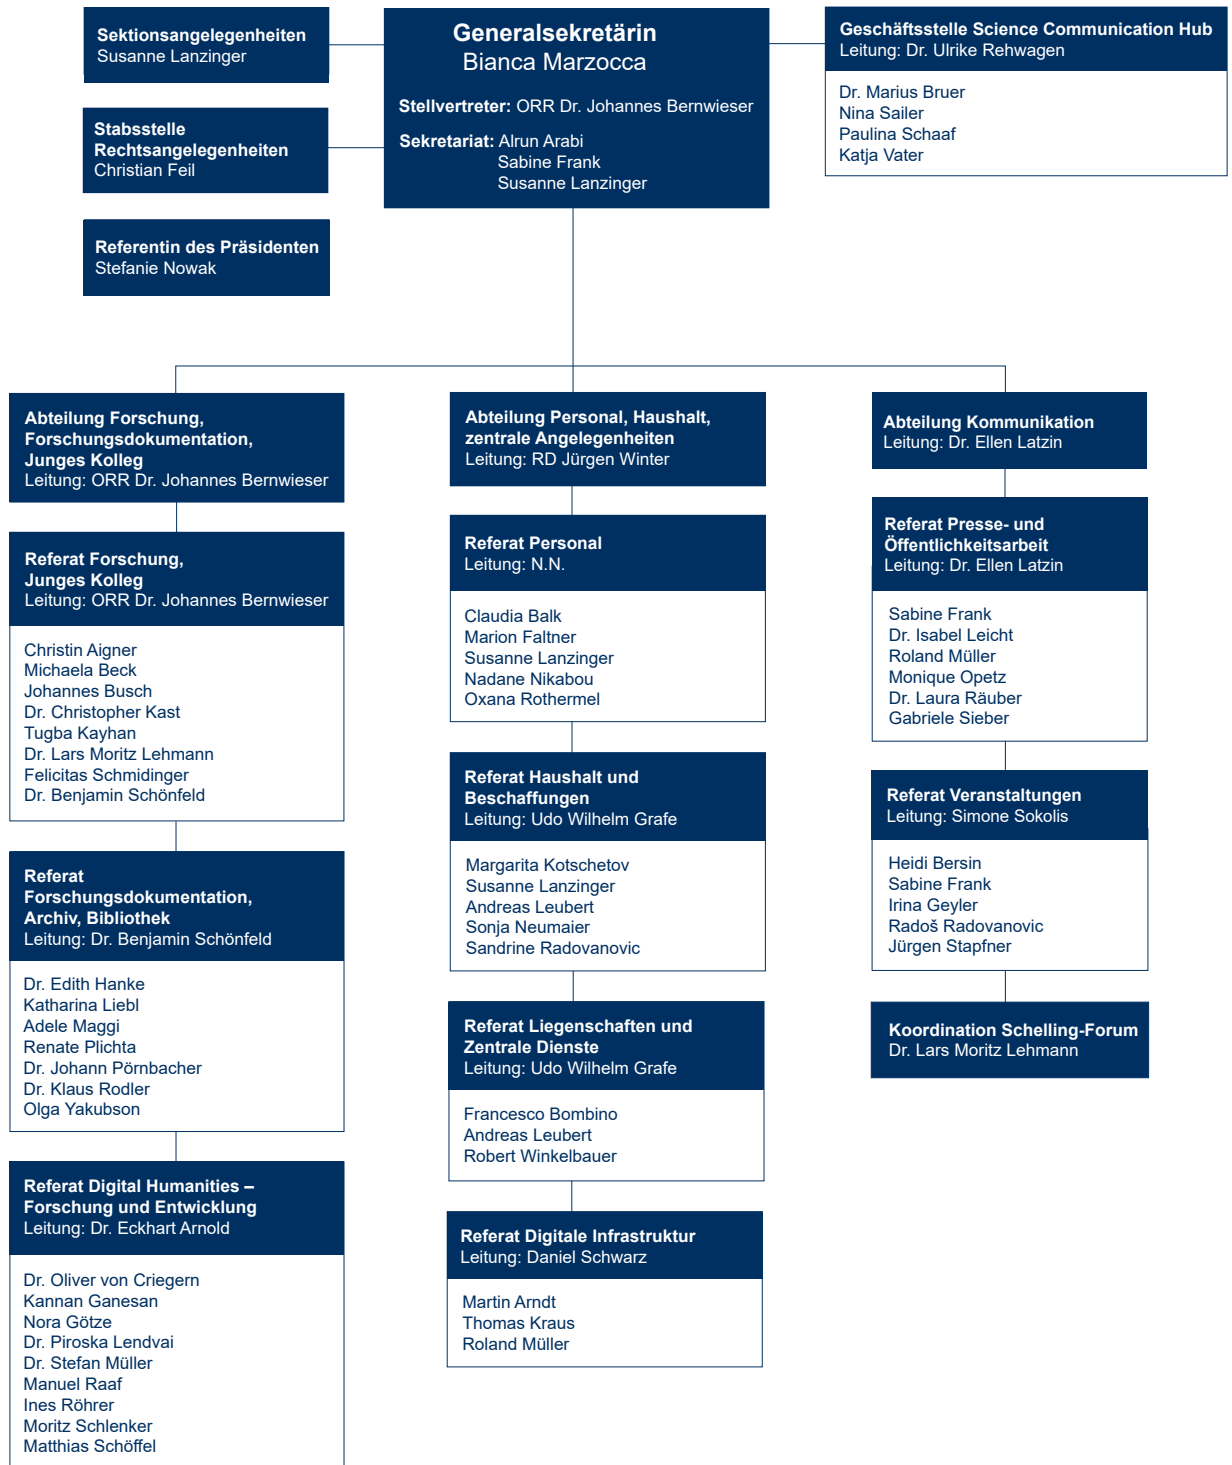 Sektionsangelegenheiten
Susanne Lanzinger
Stabsstelle
Rechtsangelegenheiten
Christian Feil
Referentin des Präsidenten
Stefanie Nowak
Generalsekretärin
Bianca Marzocca
Stellvertreter: ORR Dr. Johannes Bernwieser
Sekretariat: Alrun Arabi
Sabine Frank
Susanne Lanzinger
Geschäftsstelle Science Communication Hub
Leitung: Dr. Ulrike Rehwagen
Dr. Marius Bruer
Nina Sailer
Paulina Schaaf
Katja Vater
Abteilung Forschung,
Forschungsdokumentation,
Junges Kolleg
Leitung: ORR Dr. Johannes Bernwieser
Referat Forschung,
Junges Kolleg
Leitung: ORR Dr. Johannes Bernwieser
Christin Aigner
Michaela Beck
Johannes Busch
Dr. Christopher Kast
Tugba Kayhan
Dr. Lars Moritz Lehmann
Felicitas Schmidinger
Dr. Benjamin Schönfeld
Referat
Forschungsdokumentation,
Archiv, Bibliothek
Leitung: Dr. Benjamin Schönfeld
Dr. Edith Hanke
Katharina Liebl
Adele Maggi
Renate Plichta
Dr. Johann Pörnbacher
Dr. Klaus Rodler
Olga Yakubson
Referat Digital Humanities –
Forschung und Entwicklung
Leitung: Dr. Eckhart Arnold
Dr. Oliver von Criegern
Kannan Ganesan
Nora Götze
Dr. Piroska Lendvai
Dr. Stefan Müller
Manuel Raaf
Ines Röhrer
Moritz Schlenker
Matthias Schöffel
Abteilung Personal, Haushalt,
zentrale Angelegenheiten
Leitung: RD Jürgen Winter
Referat Personal
Leitung: N.N.
Claudia Balk
Marion Faltner
Susanne Lanzinger
Nadane Nikabou
Oxana Rothermel
Referat Haushalt und
Beschaffungen
Leitung: Udo Wilhelm Grafe
Margarita Kotschetov
Susanne Lanzinger
Andreas Leubert
Sonja Neumaier
Sandrine Radovanovic
Referat Liegenschaften und
Zentrale Dienste
Leitung: Udo Wilhelm Grafe
Francesco Bombino
Andreas Leubert
Robert Winkelbauer
Referat Digitale Infrastruktur
Leitung: Daniel Schwarz
Martin Arndt
Thomas Kraus
Roland Müller
Abteilung Kommunikation
Leitung: Dr. Ellen Latzin
Referat Presse- und
Öffentlichkeitsarbeit
Leitung: Dr. Ellen Latzin
Sabine Frank
Dr. Isabel Leicht
Roland Müller
Monique Opetz
Dr. Laura Räuber
Gabriele Sieber
Referat Veranstaltungen
Leitung: Simone Sokolis
Heidi Bersin
Sabine Frank
Irina Geyler
Radoš Radovanovic
Jürgen Stapfner
Koordination Schelling-Forum
Dr. Lars Moritz Lehmann